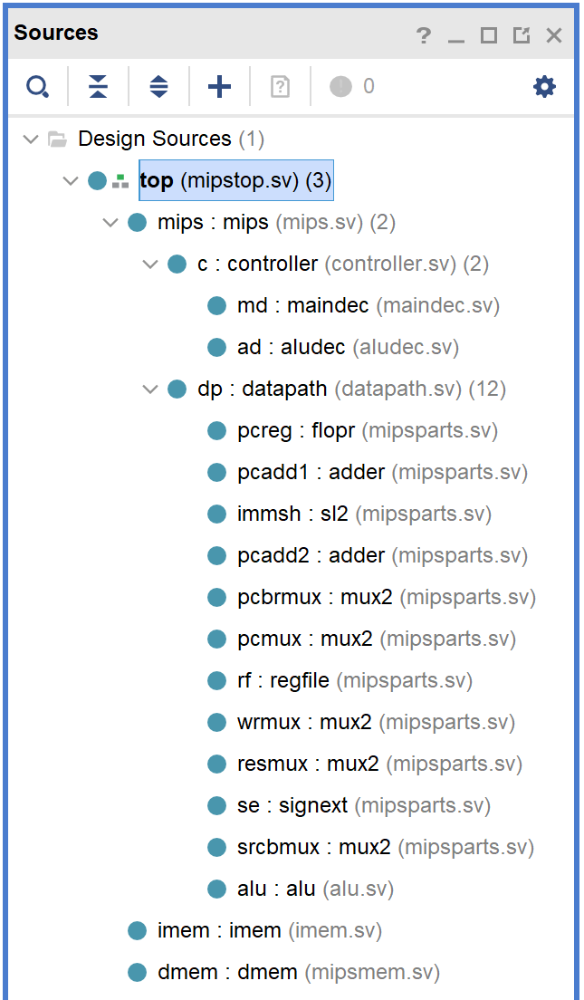 Sources
?
? 0
Design Sources (1)
top (mipstop.sv) (3)
mips : mips (mips.sv) (2)
c : controller (controller.sv) (2)
md : maindec (maindec.sv)
ad : aludec (aludec.sv)
dp : datapath (datapath.sv) (12)
pcreg : flopr (mipsparts.sv)
pcadd1 : adder (mipsparts.sv)
immsh : sl2 (mipsparts.sv)
pcadd2 : adder (mipsparts.sv)
pcbrmux : mux2 (mipsparts.sv)
pcmux : mux2 (mipsparts.sv)
rf : regfile (mipsparts.sv)
wrmux : mux2 (mipsparts.sv)
resmux : mux2 (mipsparts.sv)
se : signext (mipsparts.sv)
srcbmux : mux2 (mipsparts.sv)
alu : alu (alu.sv)
imem : imem (imem.sv)
dmem : dmem (mipsmem.sv)